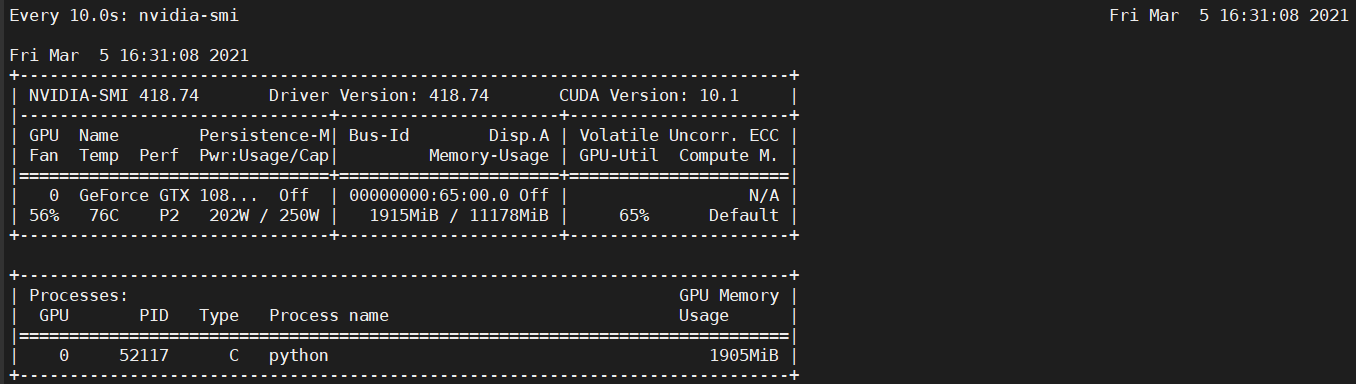 Every 10.0s: nvidia-smi                                                                                       Fri Mar  5 16:31:08 2021

Fri Mar  5 16:31:08 2021
+-----------------------------------------------------------------------------+
| NVIDIA-SMI 418.74       Driver Version: 418.74       CUDA Version: 10.1     |
|-------------------------------+----------------------+----------------------+
| GPU  Name        Persistence-M| Bus-Id        Disp.A | Volatile Uncorr. ECC |
| Fan  Temp  Perf  Pwr:Usage/Cap|         Memory-Usage | GPU-Util  Compute M. |
|===============================+======================+======================|
|   0  GeForce GTX 108...  Off  | 00000000:65:00.0 Off |                  N/A |
| 56%   76C    P2   202W / 250W |   1915MiB / 11178MiB |     65%      Default |
+-------------------------------+----------------------+----------------------+

+-----------------------------------------------------------------------------+
| Processes:                                                       GPU Memory |
|  GPU       PID   Type   Process name                             Usage      |
|=============================================================================|
|    0     52117      C   python                                      1905MiB |
+-----------------------------------------------------------------------------+